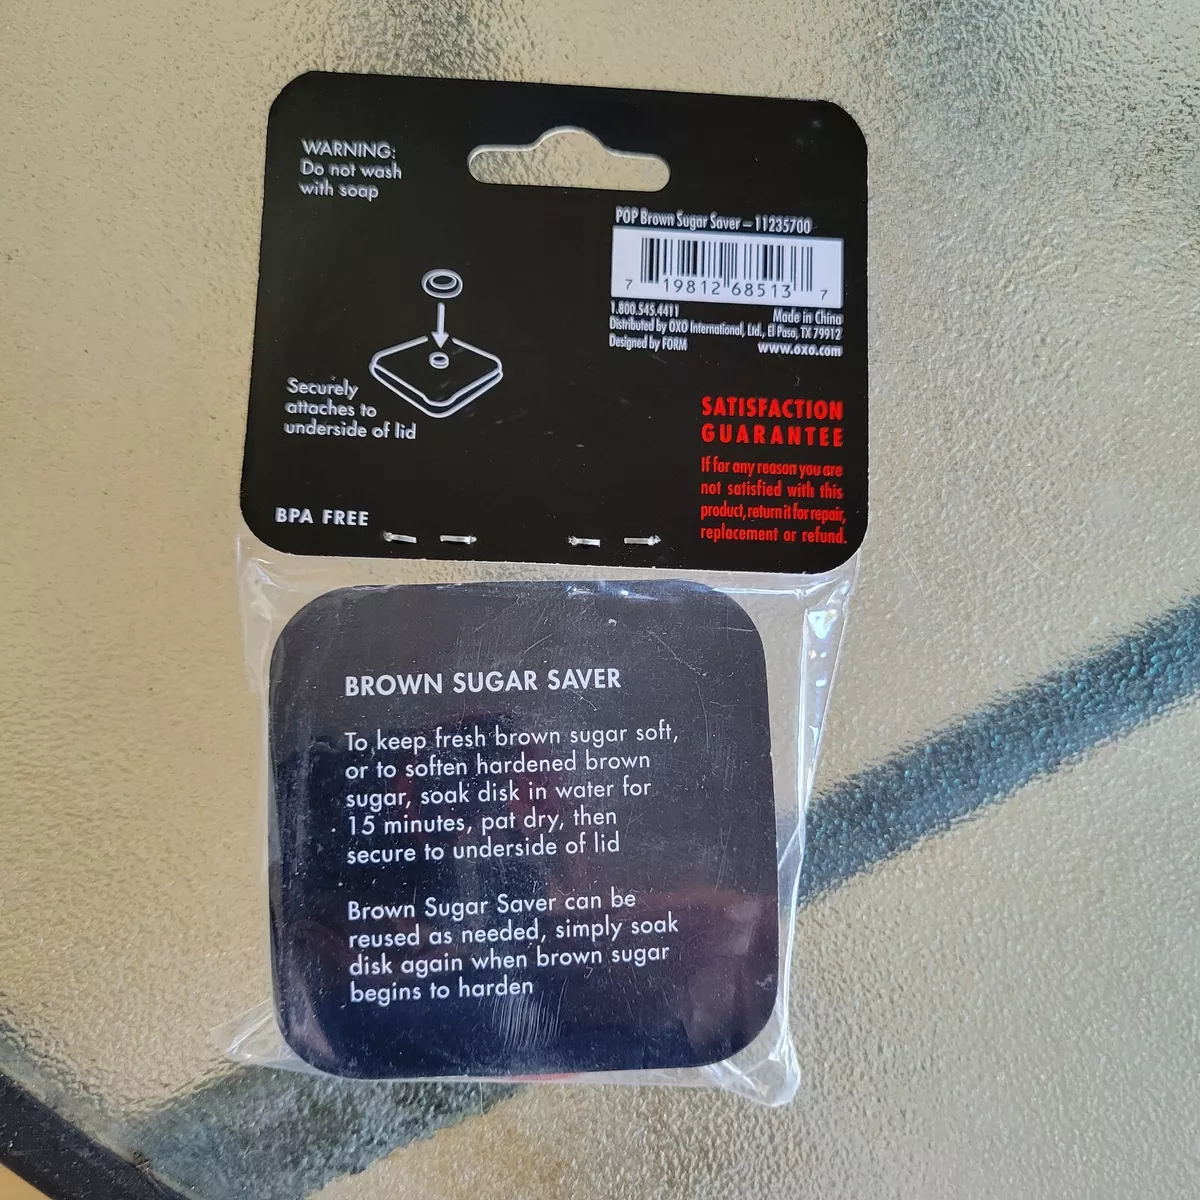 WARNING:
Do not wash
with soap
POP Brown Sugar Saver – 11235700
7 19812 68513 7
1.800.545.4411 Made in China
Distributed by OXO International, Ltd., El Paso, TX 79912
Designed by FORM www.oxo.com
Securely
attaches to
underside of lid
SATISFACTION
GUARANTEE
If for any reason you are
not satisfied with this
product, return it for repair,
replacement or refund.
BPA FREE
BROWN SUGAR SAVER
To keep fresh brown sugar soft,
or to soften hardened brown
sugar, soak disk in water for
15 minutes, pat dry, then
secure to underside of lid
Brown Sugar Saver can be
reused as needed, simply soak
disk again when brown sugar
begins to harden